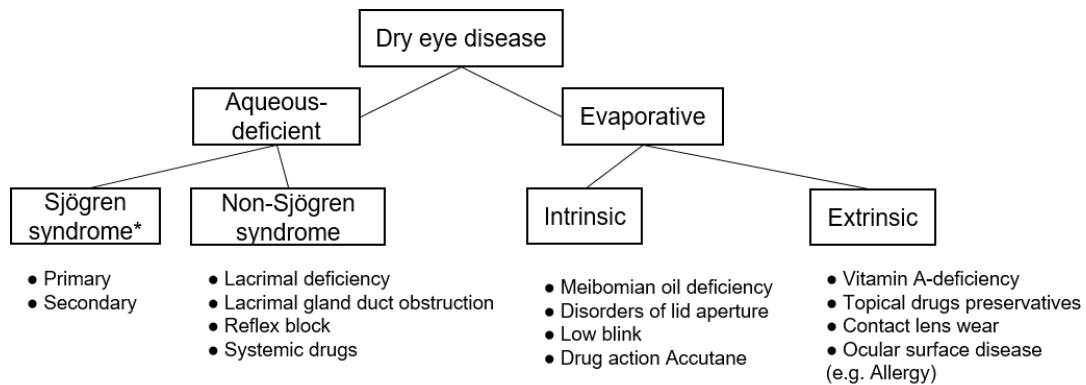 Dry eye disease
Aqueous-
deficient
Evaporative
Sjögren
syndrome*
Non-Sjögren
syndrome
Intrinsic
Extrinsic
● Primary
● Secondary
● Lacrimal deficiency
● Lacrimal gland duct obstruction
● Reflex block
● Systemic drugs
● Meibomian oil deficiency
● Disorders of lid aperture
● Low blink
● Drug action Accutane
● Vitamin A-deficiency
● Topical drugs preservatives
● Contact lens wear
● Ocular surface disease
(e.g. Allergy)